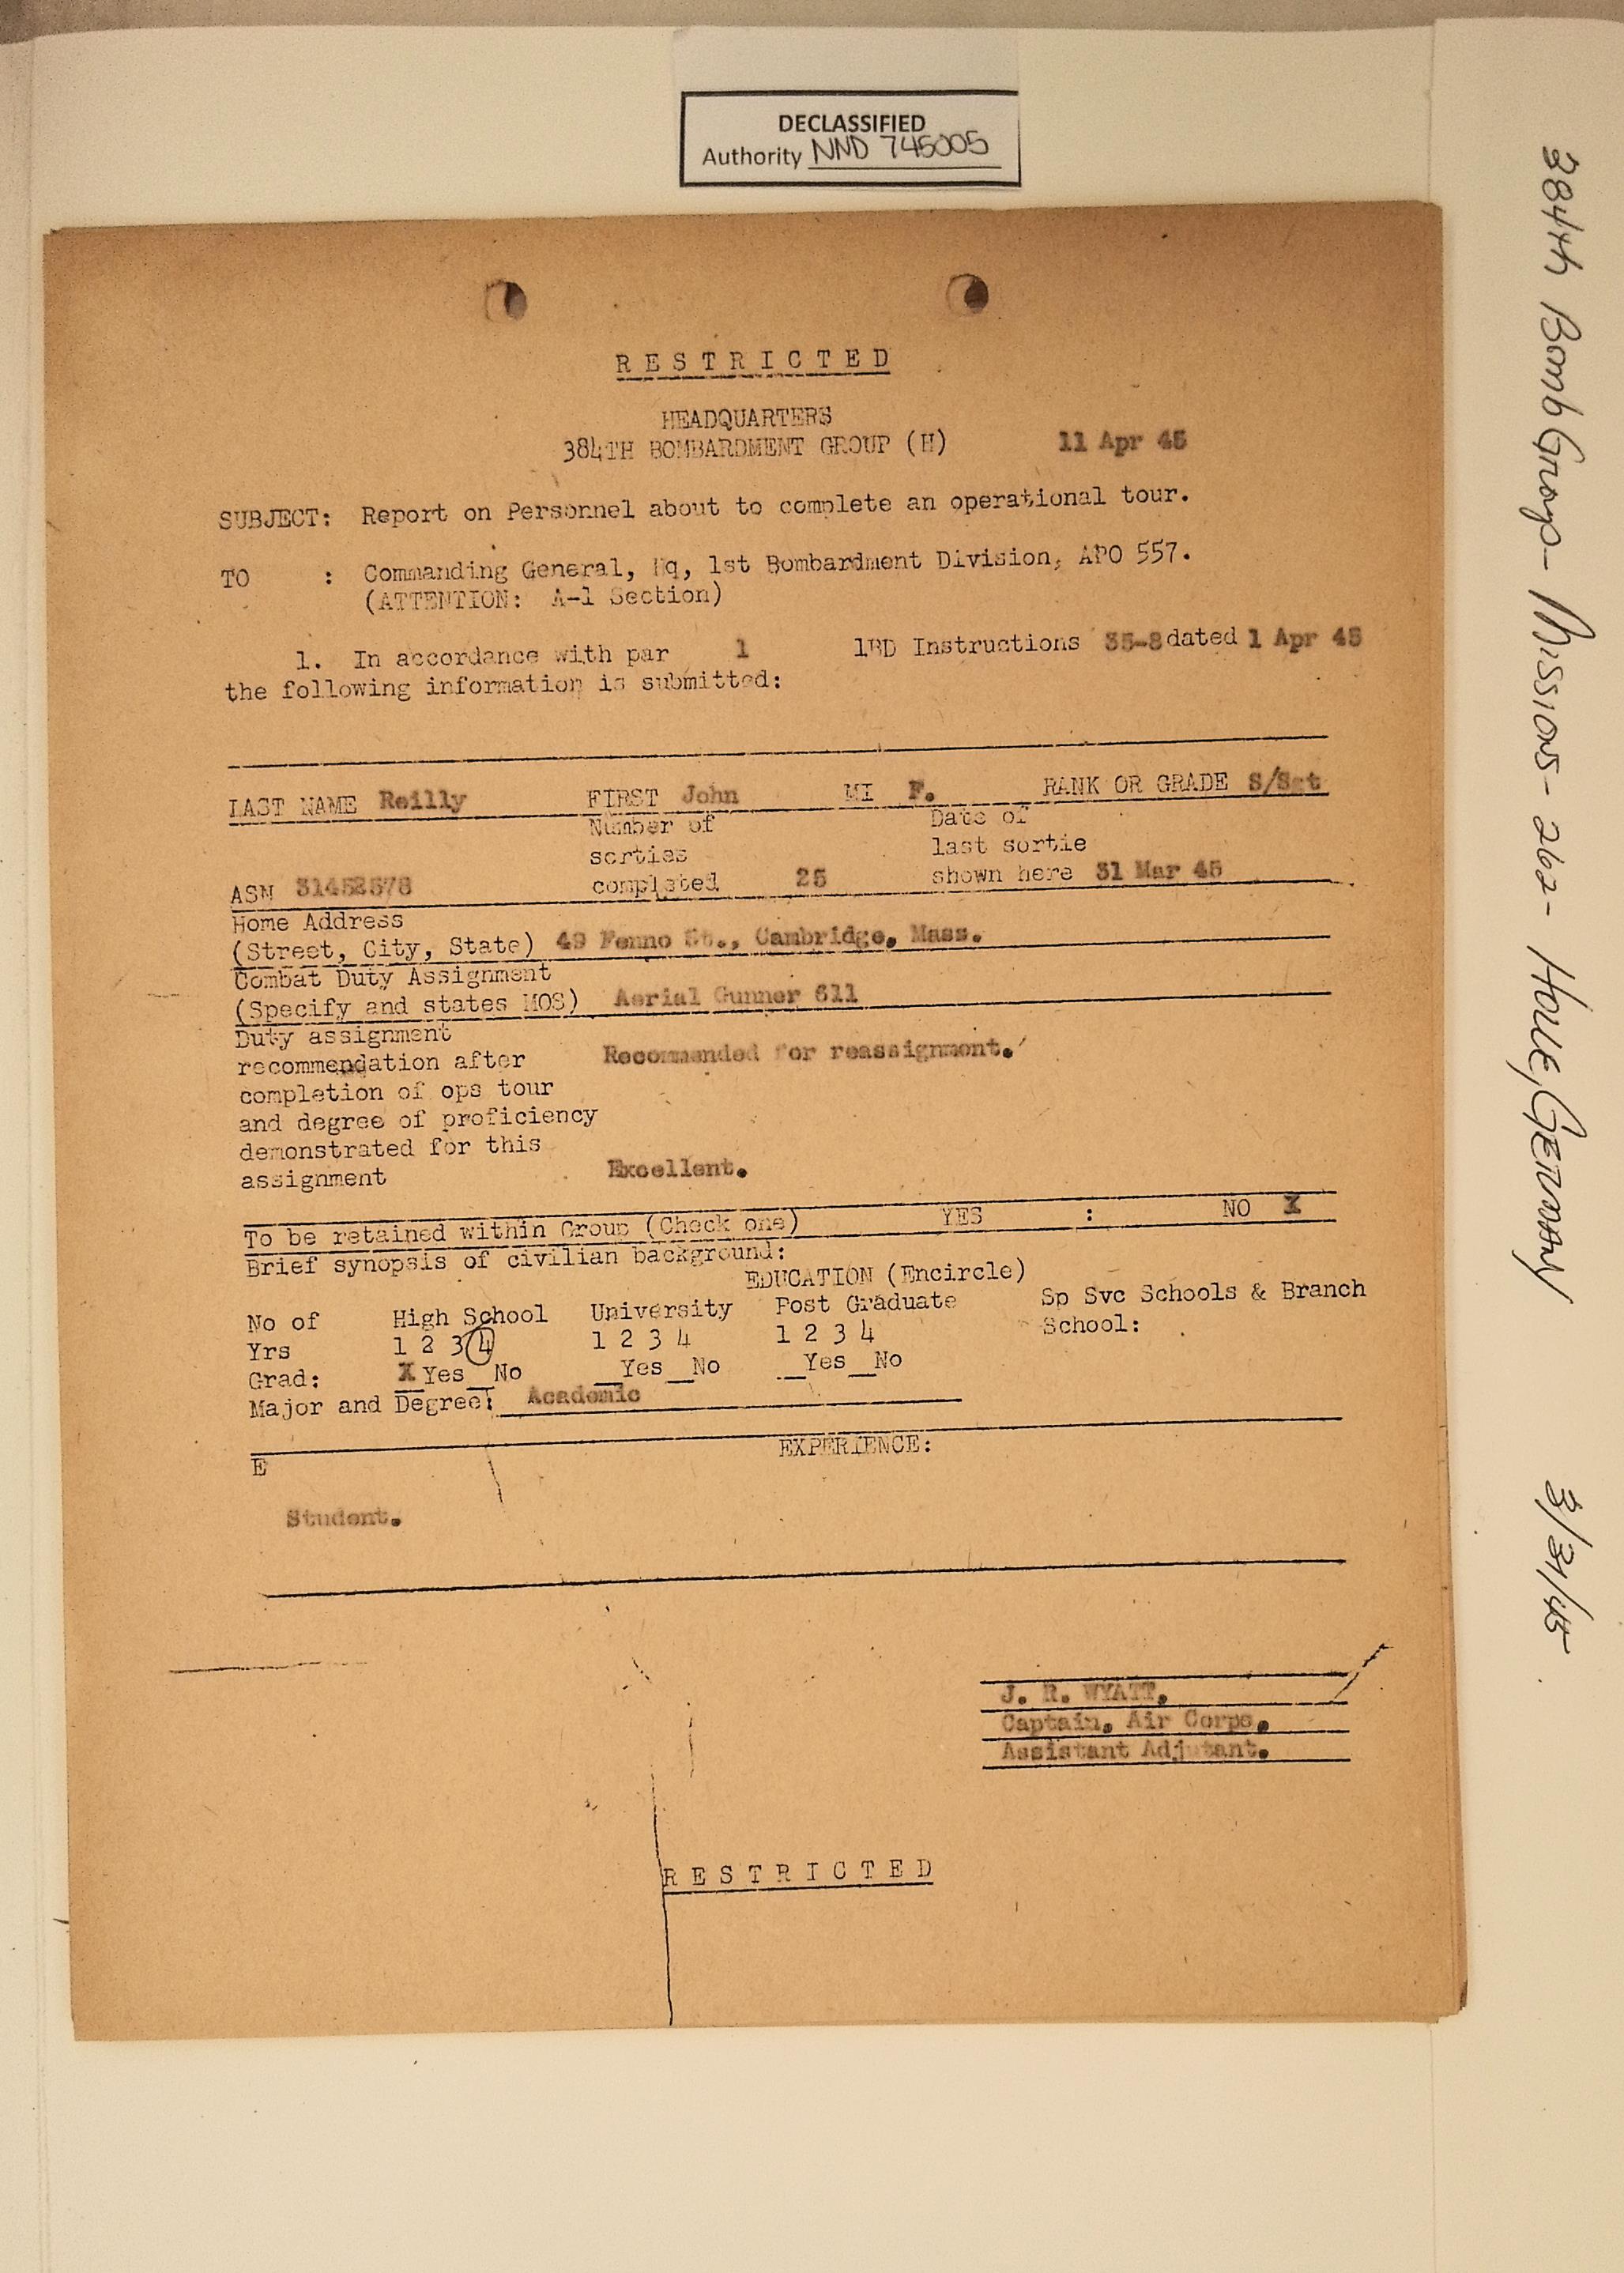 DECLASSIFIED
Authority NND 745005
R E S T R I C T E D
HEADQUARTERS
384TH BOMBARDMENT GROUP (H) 11 Apr 45
SUBJECT: Report on Personnel about to complete an operational tour.
TO : Commanding General, Hq, 1st Bombardment Division, APO 557.
(ATTENTION: A-1 Section)
1. In accordance with par 1 1BD Instructions 35-8 dated 1 Apr 45
the following information is submitted:
LAST NAME Reilly FIRST John MI F. RANK OR GRADE S/Sgt
Number of Date of
sorties last sortie
ASN completed 25 shown here 31 Mar 45
Home Address
(Street, City, State) 49 Fenno St., Cambridge, Mass.
Combat Duty Assignment
(Specify and states MOS) Aerial Gunner 611
Duty assignment
recommendation after Recommended for reassignment.
completion of ops tour
and degree of proficiency
demonstrated for this
assignment Excellent.
To be retained within Group (Check one) YES : NO X
Brief synopsis of civilian background:
EDUCATION (Encircle)
No of High School University Post Graduate Sp Svc Schools & Branch
Yrs 1 2 3 4 1 2 3 4 1 2 3 4 School:
Grad: X Yes __No __Yes __No __Yes __No
Major and Degree: Academic
EXPERIENCE:
E
Student.
J. R. WYATT,
Captain, Air Corps,
Assistant Adjutant.
R E S T R I C T E D
384th Bomb Group - Missions - 262 - Halle, Germany 3/31/45